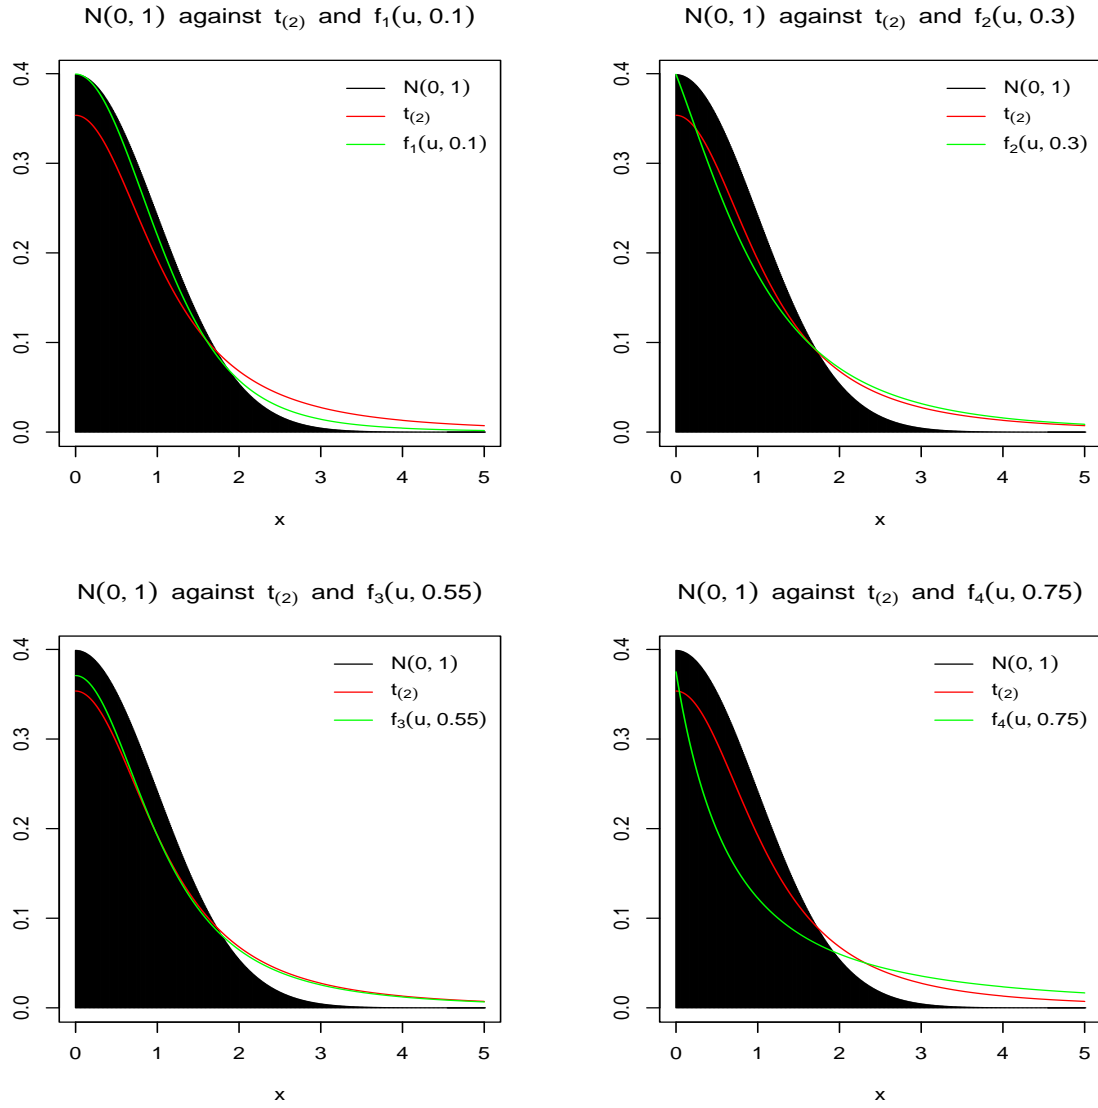 N(0, 1) against t(2) and f1(u, 0.1)
N(0, 1)
t(2)
f1(u, 0.1)
0.0
0.1
0.2
0.3
0.4
0 1 2 3 4 5
x
N(0, 1) against t(2) and f2(u, 0.3)
N(0, 1)
t(2)
f2(u, 0.3)
0.0
0.1
0.2
0.3
0.4
0 1 2 3 4 5
x
N(0, 1) against t(2) and f3(u, 0.55)
N(0, 1)
t(2)
f3(u, 0.55)
0.0
0.1
0.2
0.3
0.4
0 1 2 3 4 5
x
N(0, 1) against t(2) and f4(u, 0.75)
N(0, 1)
t(2)
f4(u, 0.75)
0.0
0.1
0.2
0.3
0.4
0 1 2 3 4 5
x